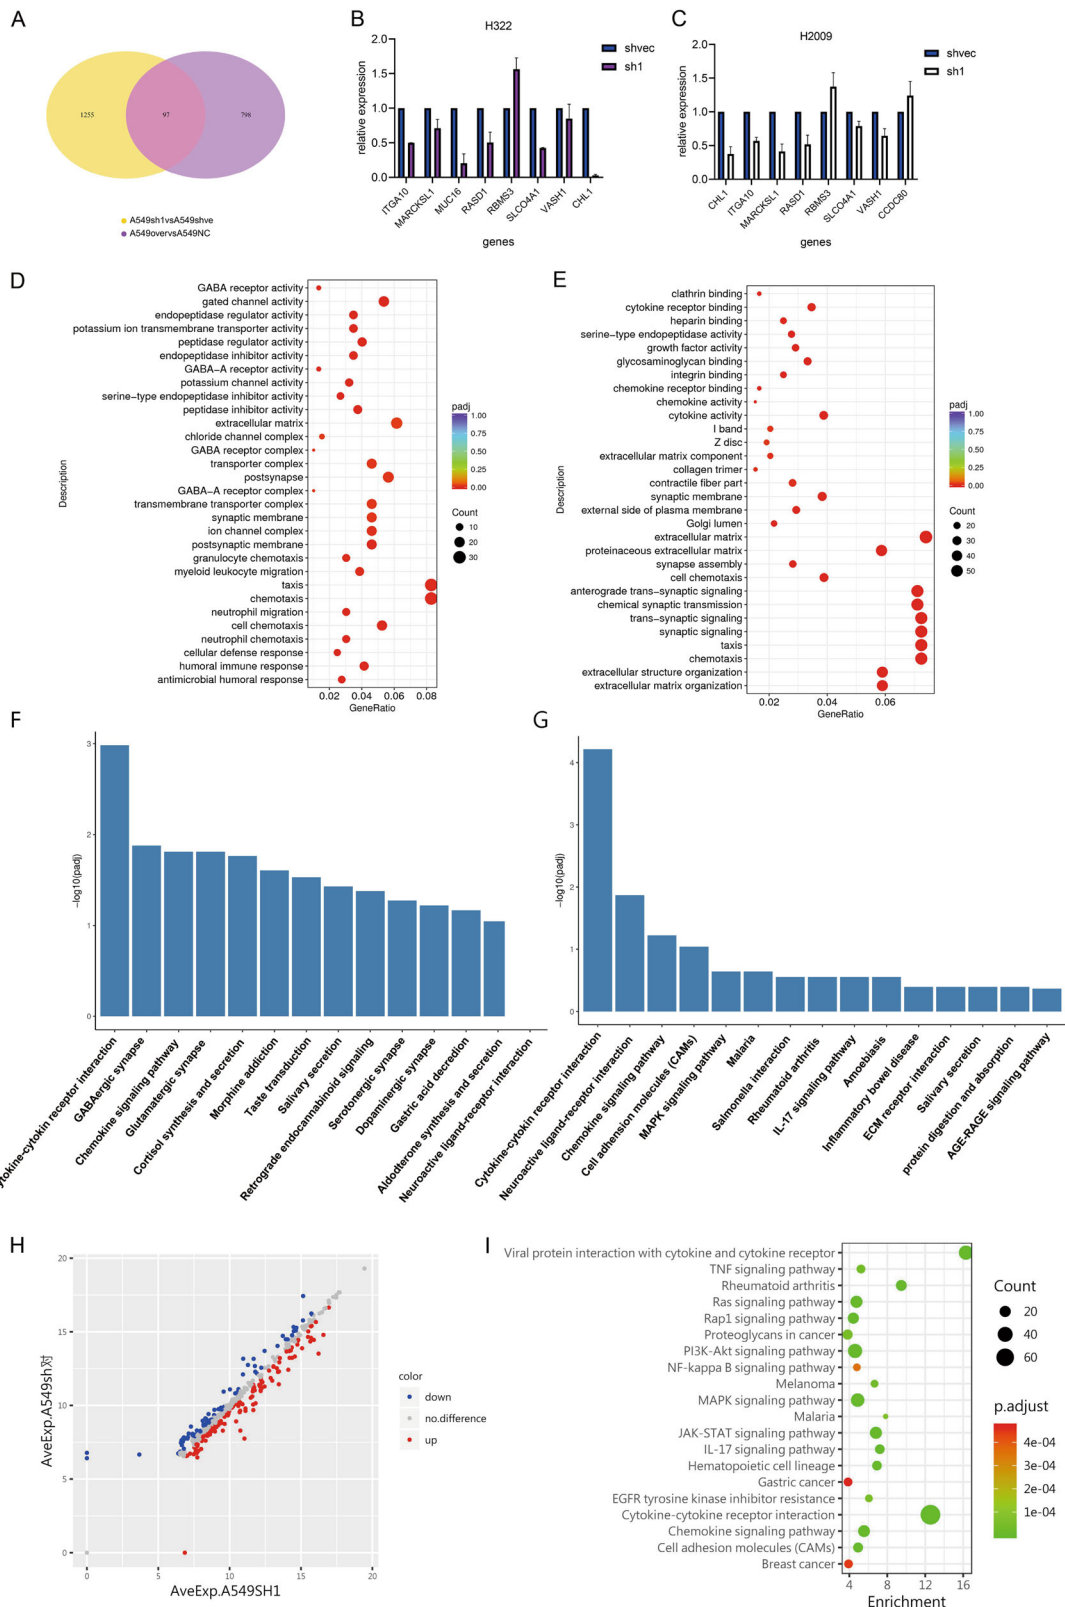 A
1255
97
798
A549sh1vsA549shve
A549overvsA549NC
B
H322
relative expression
2.0
1.5
1.0
0.5
0.0
ITGA10
MARCKSL1
MUC16
RASD1
RBMS3
SLCO4A1
VASH1
CHL1
genes
shvec
sh1
C
H2009
relative expression
2.0
1.5
1.0
0.5
0.0
CHL1
ITGA10
MARCKSL1
RASD1
RBMS3
SLCO4A1
VASH1
CCDC80
genes
shvec
sh1
D
Description
GABA receptor activity
gated channel activity
endopeptidase regulator activity
potassium ion transmembrane transporter activity
peptidase regulator activity
endopeptidase inhibitor activity
GABA−A receptor activity
potassium channel activity
serine−type endopeptidase inhibitor activity
peptidase inhibitor activity
extracellular matrix
chloride channel complex
GABA receptor complex
transporter complex
postsynapse
GABA−A receptor complex
transmembrane transporter complex
synaptic membrane
ion channel complex
postsynaptic membrane
granulocyte chemotaxis
myeloid leukocyte migration
taxis
chemotaxis
neutrophil migration
cell chemotaxis
neutrophil chemotaxis
cellular defense response
humoral immune response
antimicrobial humoral response
0.02 0.04 0.06 0.08
GeneRatio
padj
1.00
0.75
0.50
0.25
0.00
Count
10
20
30
E
Description
clathrin binding
cytokine receptor binding
heparin binding
serine−type endopeptidase activity
growth factor activity
glycosaminoglycan binding
integrin binding
chemokine receptor binding
chemokine activity
cytokine activity
I band
Z disc
extracellular matrix component
collagen trimer
contractile fiber part
synaptic membrane
external side of plasma membrane
Golgi lumen
extracellular matrix
proteinaceous extracellular matrix
synapse assembly
cell chemotaxis
anterograde trans−synaptic signaling
chemical synaptic transmission
trans−synaptic signaling
synaptic signaling
taxis
chemotaxis
extracellular structure organization
extracellular matrix organization
0.02 0.04 0.06
GeneRatio
padj
1.00
0.75
0.50
0.25
0.00
Count
20
30
40
50
F
−log10(padj)
3
2
1
0
ytokine-cytokin receptor interaction
GABAergic synapse
Chemokine signaling pathway
Glutamatergic synapse
Cortisol synthesis and secretion
Morphine addiction
Taste transduction
Salivary secretion
Retrograde endocannabinoid signaling
Serotonergic synapse
Dopaminergic synapse
Gastric acid decretion
Aldodterone synthesis and secretion
Neuroactive ligand-receptor interaction
G
−log10(padj)
4
3
2
1
0
Cytokine-cytokin receptor interaction
Neuroactive ligand-receptor interaction
Chemokine signaling pathway
Cell adhesion molecules (CAMs)
MAPK signaling pathway
Malaria
Salmonella interaction
Rheumatoid arthritis
IL-17 signaling pathway
Amoebiasis
Inflammatory bowel disease
ECM receptor interaction
Salivary secretion
protein digestion and absorption
AGE-RAGE signaling pathway
H
AveExp.A549sh对
20
15
10
5
0
0 5 10 15 20
AveExp.A549SH1
color
down
no.difference
up
I
Viral protein interaction with cytokine and cytokine receptor
TNF signaling pathway
Rheumatoid arthritis
Ras signaling pathway
Rap1 signaling pathway
Proteoglycans in cancer
PI3K-Akt signaling pathway
NF-kappa B signaling pathway
Melanoma
MAPK signaling pathway
Malaria
JAK-STAT signaling pathway
IL-17 signaling pathway
Hematopoietic cell lineage
Gastric cancer
EGFR tyrosine kinase inhibitor resistance
Cytokine-cytokine receptor interaction
Chemokine signaling pathway
Cell adhesion molecules (CAMs)
Breast cancer
4 8 12 16
Enrichment
Count
20
40
60
p.adjust
4e-04
3e-04
2e-04
1e-04